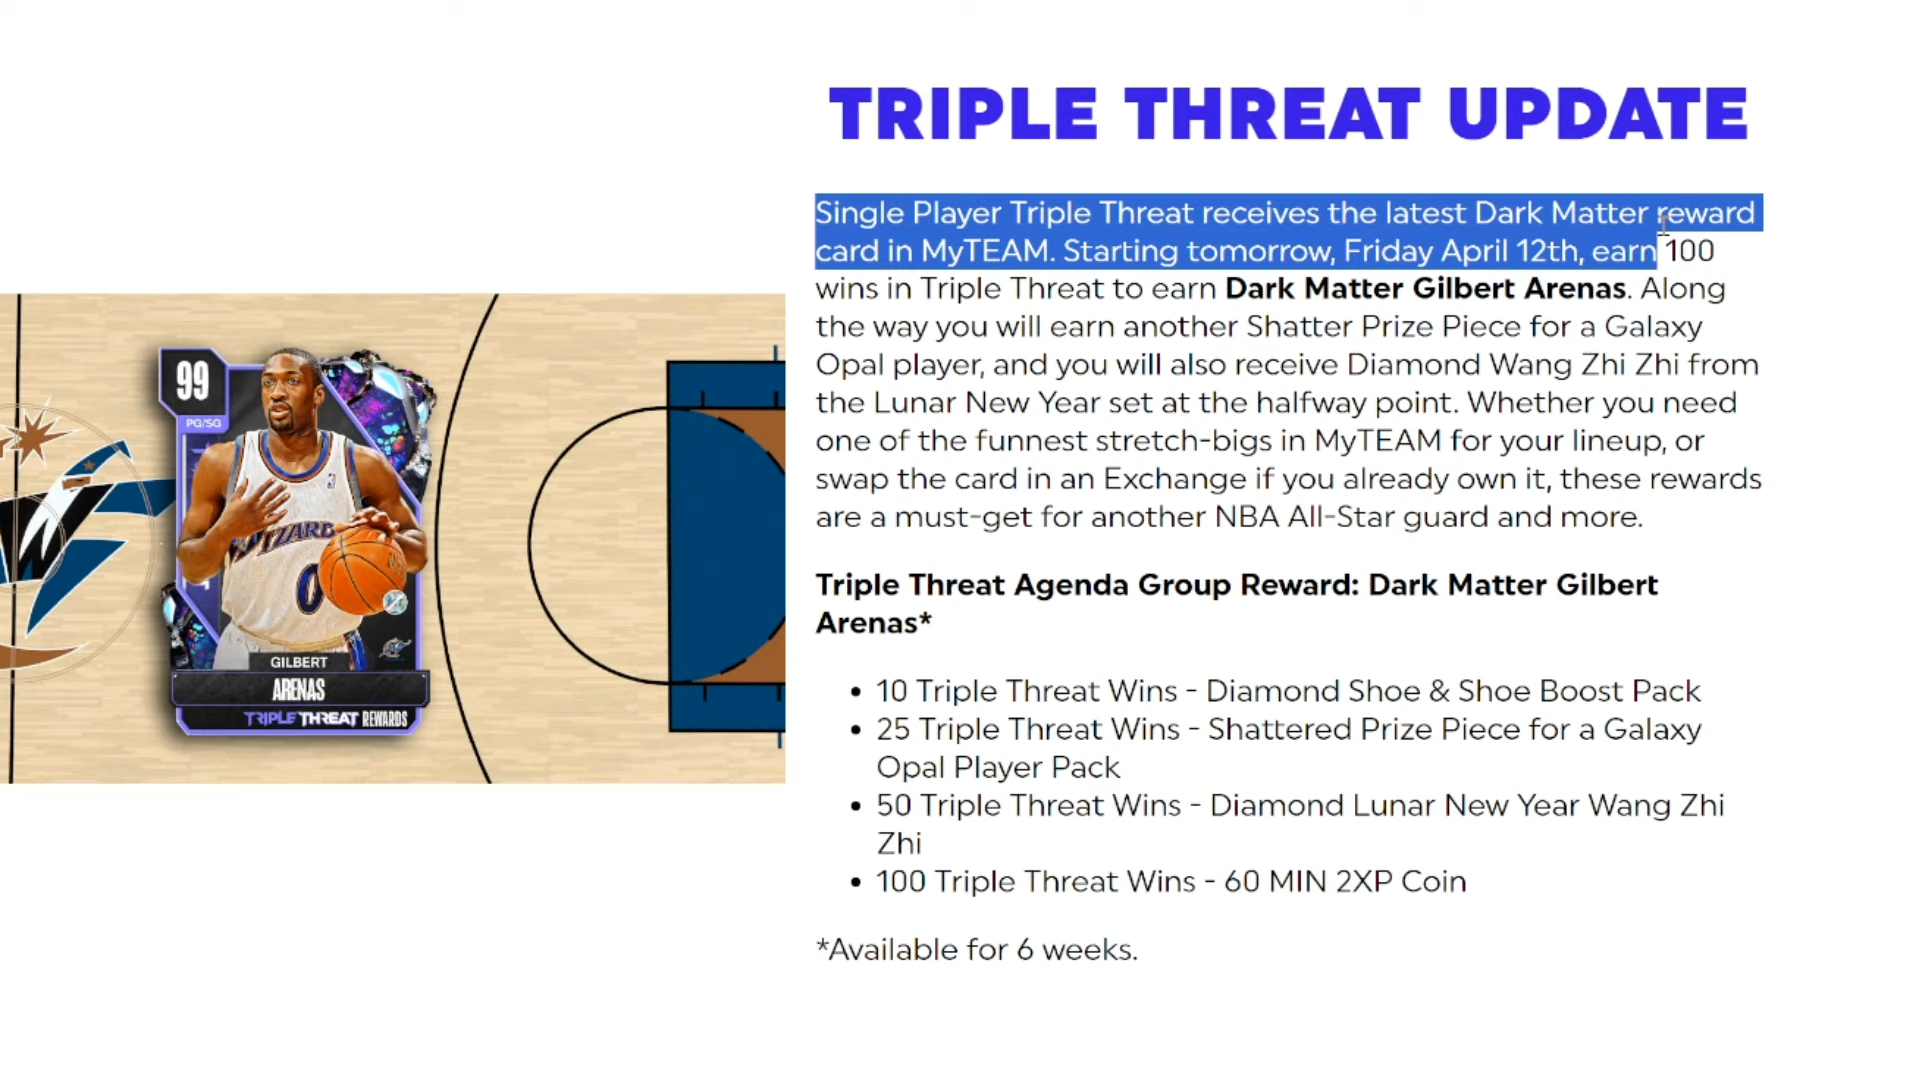 TRIPLE THREAT UPDATE
Single Player Triple Threat receives the latest Dark Matter reward
card in MyTEAM. Starting tomorrow, Friday April 12th, earn 100
wins in Triple Threat to earn Dark Matter Gilbert Arenas. Along
the way you will earn another Shatter Prize Piece for a Galaxy
Opal player, and you will also receive Diamond Wang Zhi Zhi from
the Lunar New Year set at the halfway point. Whether you need
one of the funnest stretch-bigs in MyTEAM for your lineup, or
swap the card in an Exchange if you already own it, these rewards
are a must-get for another NBA All-Star guard and more.
Triple Threat Agenda Group Reward: Dark Matter Gilbert
Arenas*
• 10 Triple Threat Wins - Diamond Shoe & Shoe Boost Pack
• 25 Triple Threat Wins - Shattered Prize Piece for a Galaxy
Opal Player Pack
• 50 Triple Threat Wins - Diamond Lunar New Year Wang Zhi
Zhi
• 100 Triple Threat Wins - 60 MIN 2XP Coin
*Available for 6 weeks.
99
PG/SG
WIZARD
0
GILBERT
ARENAS
TRIPLE THREAT REWARDS